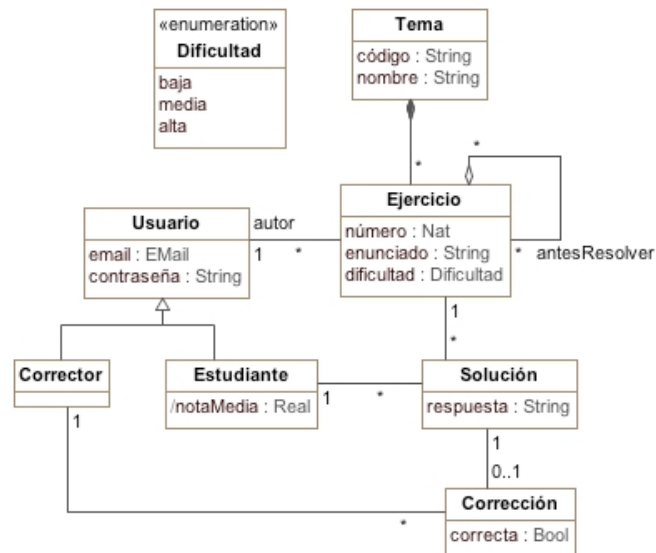 «enumeration»
Dificultad
baja
media
alta
Tema
código : String
nombre : String
*
*
Ejercicio
número : Nat
enunciado : String
dificultad : Dificultad
* antesResolver
Usuario
email : EMail
contraseña : String
autor
1 *
1
*
Corrector
1
Estudiante
/notaMedia : Real
1 *
Solución
respuesta : String
1
0..1
*
Corrección
correcta : Bool